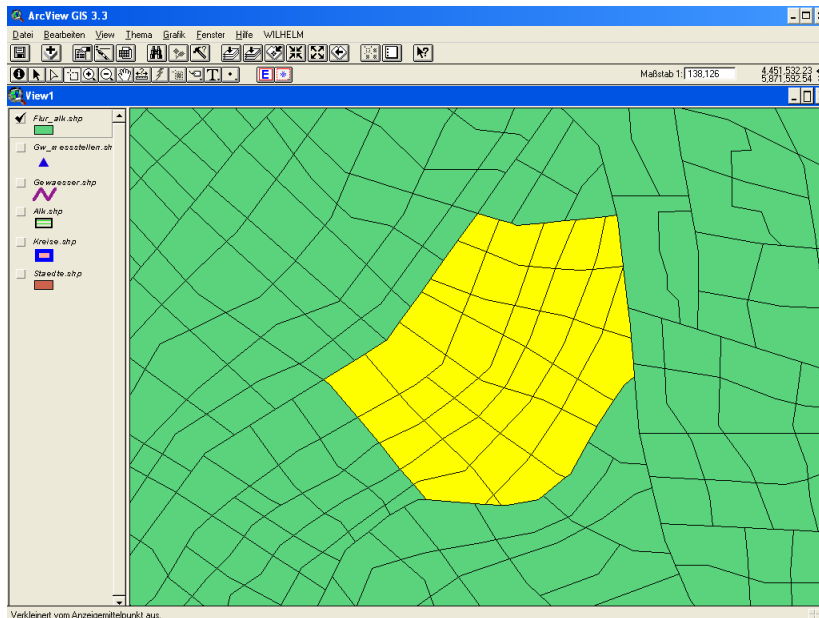 ArcView GIS 3.3
Datei Bearbeiten View Thema Grafik Fenster Hilfe WILHELM
T E
Maßstab 1: 138,126
4.451.532,23
5.871.592,54
View1
Flur_alk.shp
Gw_messstellen.sh
Gewaesser.shp
Alk.shp
Kreise.shp
Staedte.shp
Verkleinert vom Anzeigemittelpunkt aus.